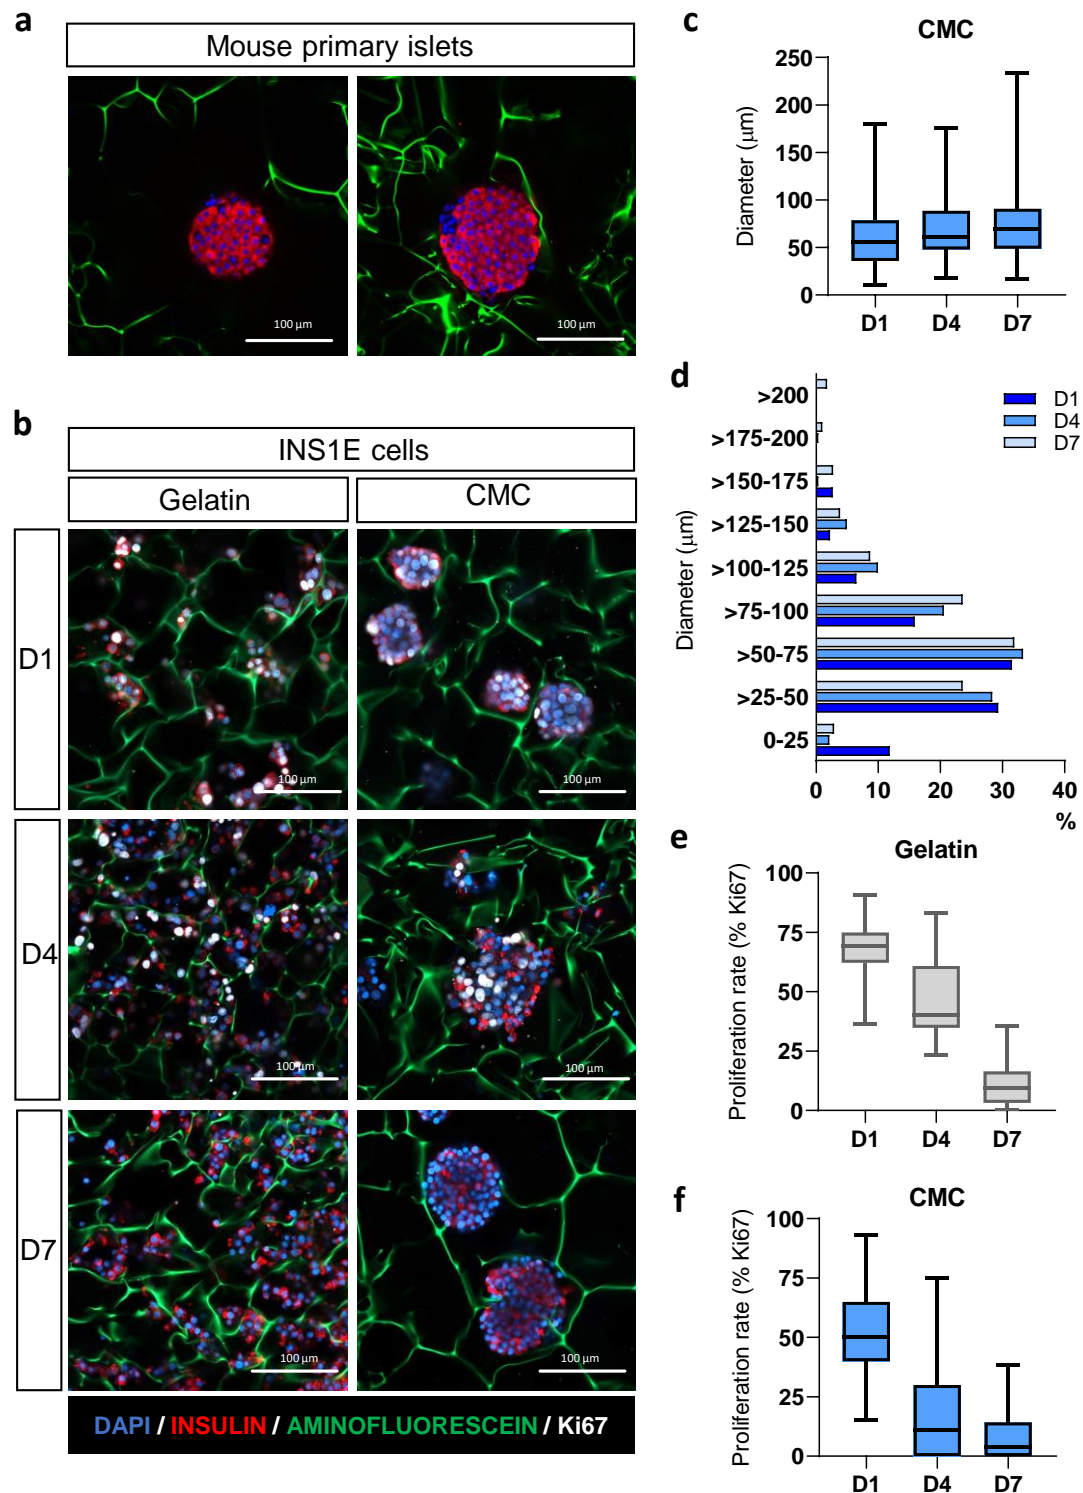 a
Mouse primary islets
100 µm
100 µm
b
INS1E cells
Gelatin
CMC
D1
100 µm
100 µm
D4
100 µm
100 µm
D7
100 µm
100 µm
DAPI / INSULIN / AMINOFLUORESCEIN / Ki67
c
CMC
Diameter (µm)
250
200
150
100
50
0
D1 D4 D7
d
Diameter (µm)
>200
>175-200
>150-175
>125-150
>100-125
>75-100
>50-75
>25-50
0-25
0 10 20 30 40
%
D1
D4
D7
e
Gelatin
Proliferation rate (% Ki67)
100
75
50
25
0
D1 D4 D7
f
CMC
Proliferation rate (% Ki67)
100
75
50
25
0
D1 D4 D7